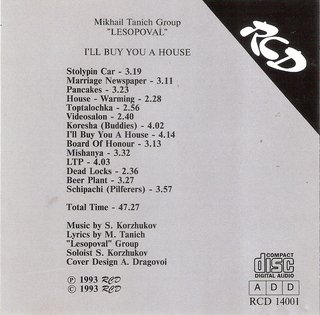 Mikhail Tanich Group
"LESOPOVAL"
I'LL BUY YOU A HOUSE
RCD
Stolypin Car - 3.19
Marriage Newspaper - 3.11
Pancakes - 3.23
House - Warming - 2.28
Toptalochka - 2.56
Videosalon - 2.40
Koresha (Buddies) - 4.02
I'll Buy You A House - 4.14
Board Of Honour - 3.13
Mishanya - 3.32
LTP - 4.03
Dead Locks - 2.36
Beer Plant - 3.27
Schipachi (Pilferers) - 3.57
Total Time - 47.27
Music by S. Korzhukov
Lyrics by M. Tanich
"Lesopoval" Group
Soloist S. Korzhukov
Cover Design A. Dragovoi
℗ 1993 RCD
© 1993 RCD
COMPACT
disc
DIGITAL AUDIO
A D D
RCD 14001